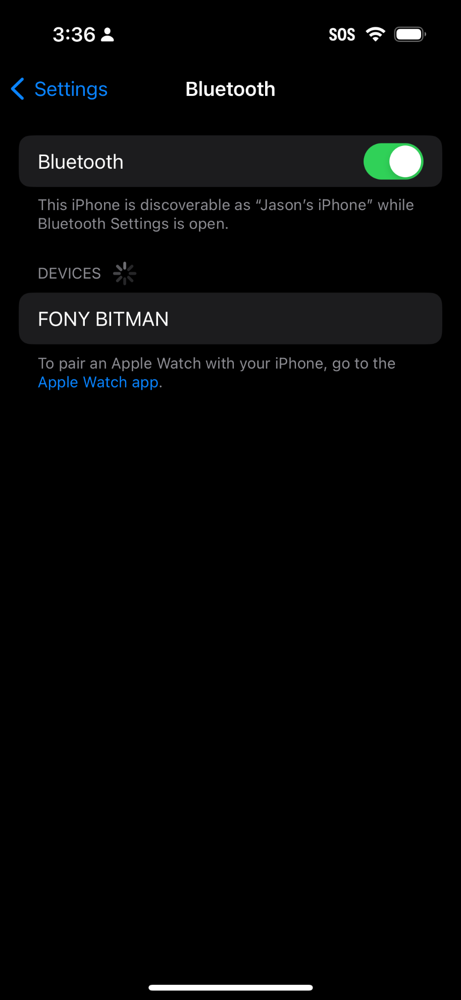 3:36
SOS
Settings
Bluetooth
Bluetooth
This iPhone is discoverable as “Jason’s iPhone” while
Bluetooth Settings is open.
DEVICES
FONY BITMAN
To pair an Apple Watch with your iPhone, go to the
Apple Watch app.